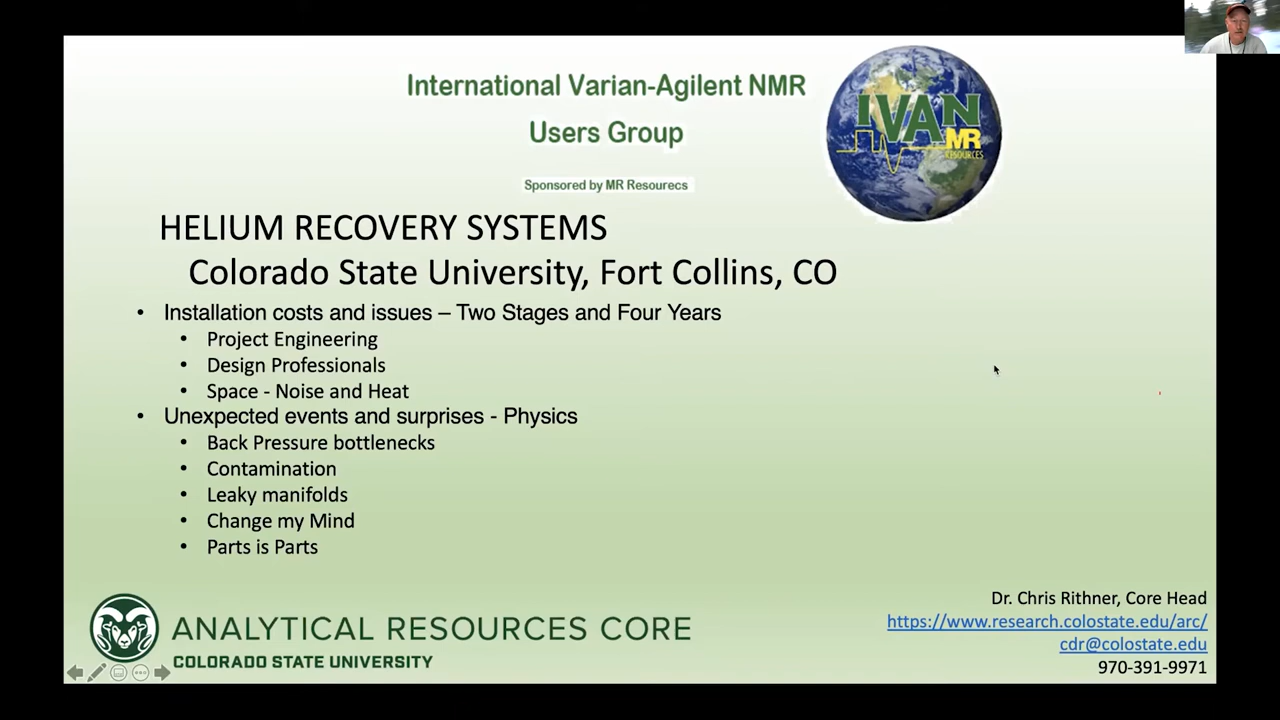 International Varian-Agilent NMR
Users Group
IVAN
MR
RESOURCES
Sponsored by MR Resourecs
HELIUM RECOVERY SYSTEMS
Colorado State University, Fort Collins, CO
• Installation costs and issues – Two Stages and Four Years
• Project Engineering
• Design Professionals
• Space - Noise and Heat
• Unexpected events and surprises - Physics
• Back Pressure bottlenecks
• Contamination
• Leaky manifolds
• Change my Mind
• Parts is Parts
ANALYTICAL RESOURCES CORE
COLORADO STATE UNIVERSITY
Dr. Chris Rithner, Core Head
https://www.research.colostate.edu/arc/
cdr@colostate.edu
970-391-9971